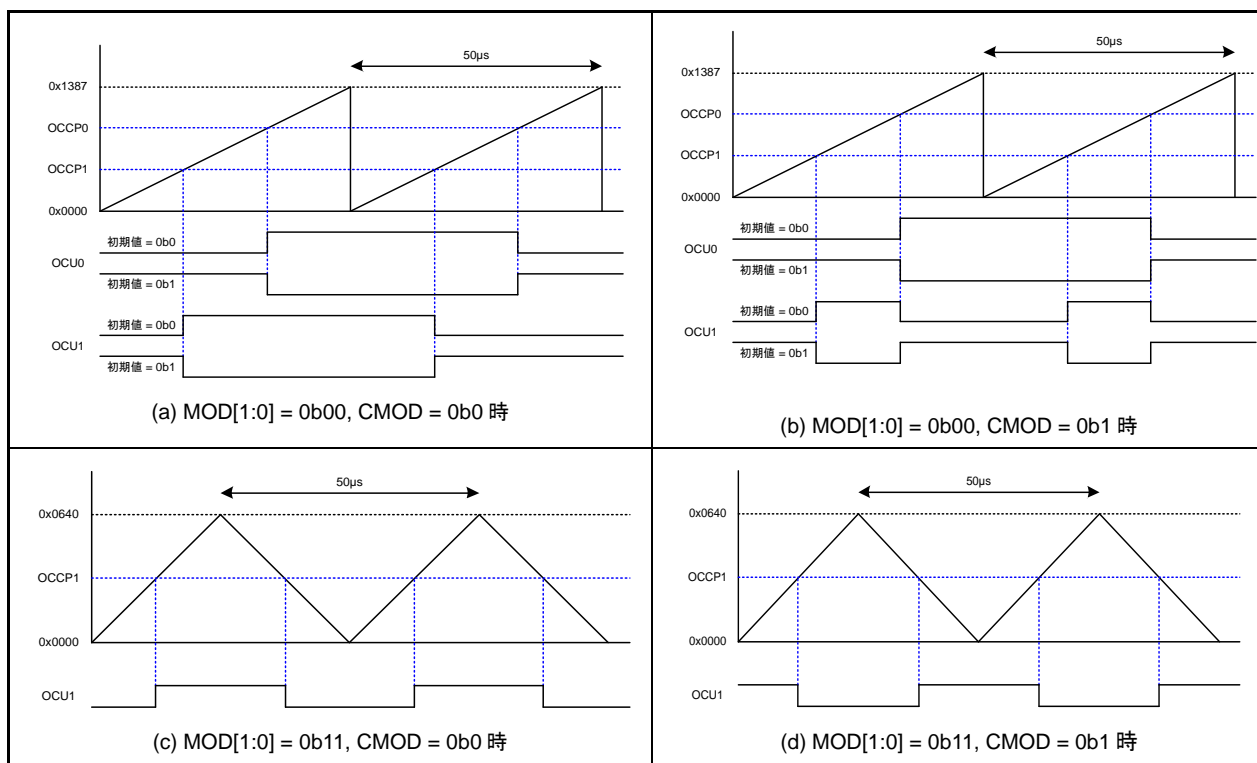 50µs
0x1387
OCCP0
OCCP1
0x0000
初期値 = 0b0
OCU0
初期値 = 0b1
初期値 = 0b0
OCU1
初期値 = 0b1
(a) MOD[1:0] = 0b00, CMOD = 0b0 時
50µs
0x1387
OCCP0
OCCP1
0x0000
初期値 = 0b0
OCU0
初期値 = 0b1
初期値 = 0b0
OCU1
初期値 = 0b1
(b) MOD[1:0] = 0b00, CMOD = 0b1 時
50µs
0x0640
OCCP1
0x0000
OCU1
(c) MOD[1:0] = 0b11, CMOD = 0b0 時
50µs
0x0640
OCCP1
0x0000
OCU1
(d) MOD[1:0] = 0b11, CMOD = 0b1 時